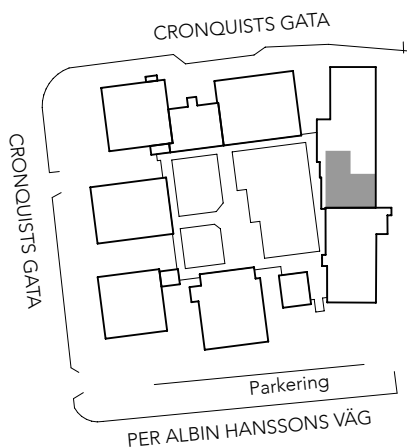 CRONQUISTS GATA
CRONQUISTS GATA
Parkering
PER ALBIN HANSSONS VÄG